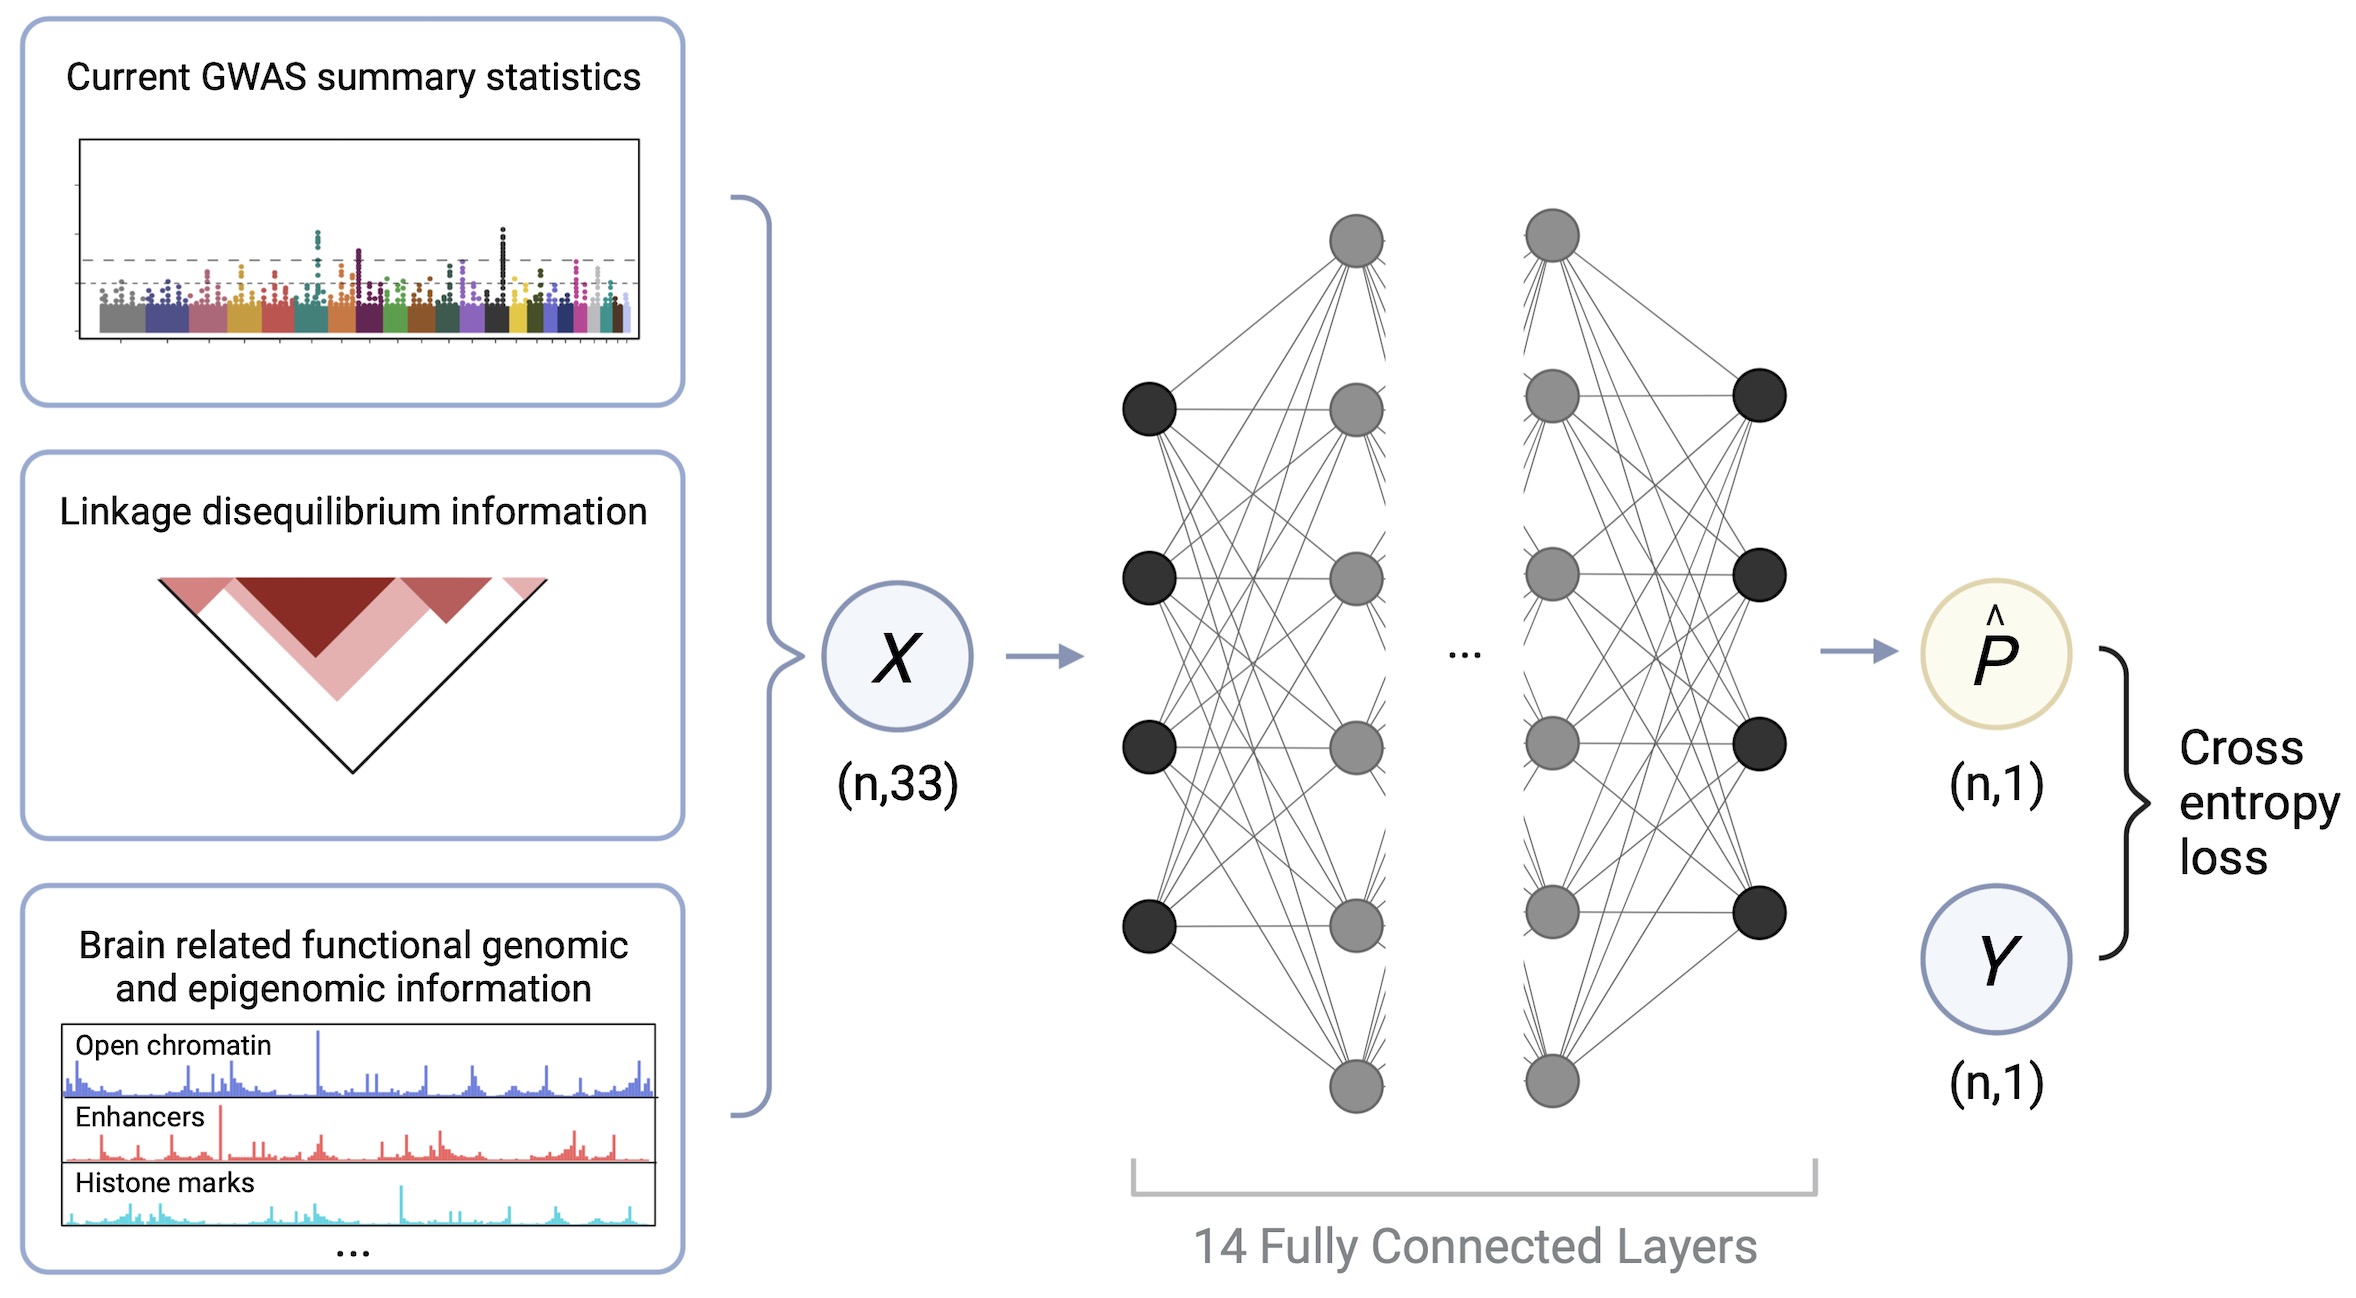 Current GWAS summary statistics
Linkage disequilibrium information
Brain related functional genomic
and epigenomic information
Open chromatin
Enhancers
Histone marks
...
X
(n,33)
...
14 Fully Connected Layers
^
P
(n,1)
Y
(n,1)
Cross
entropy
loss